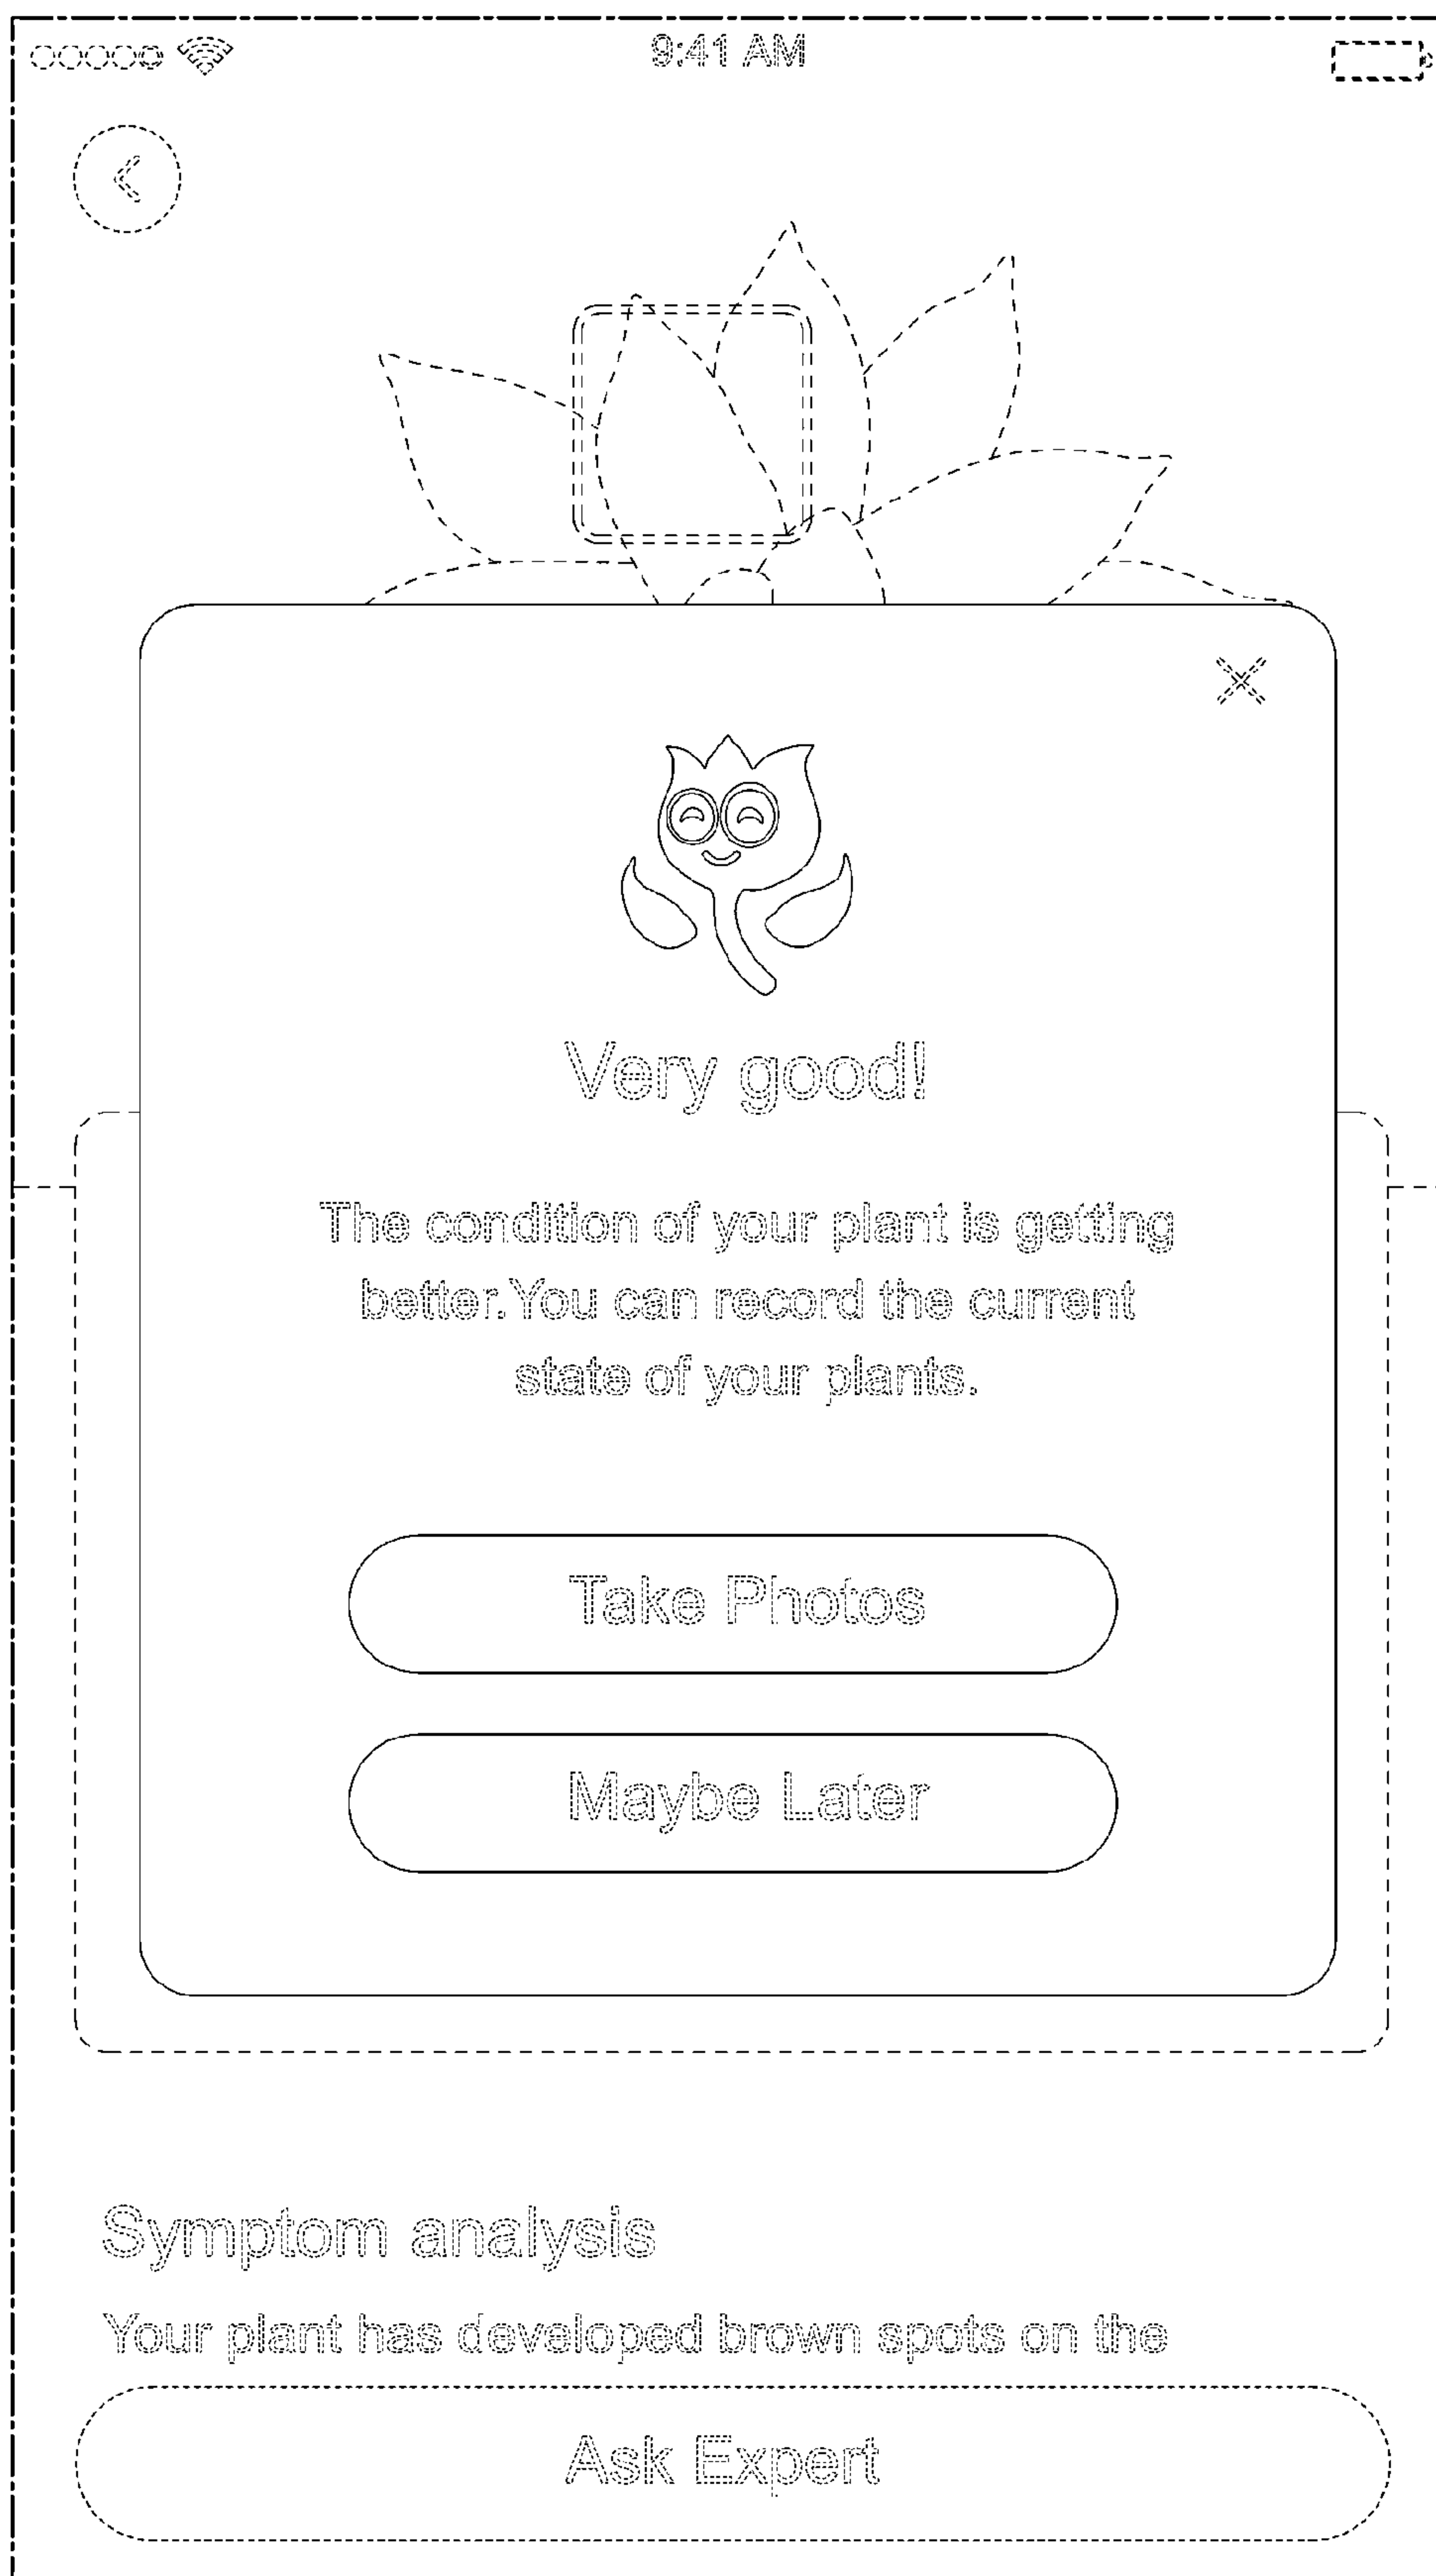 9:41 AM
Very good!
The condition of your plant is getting
better.You can record the current
state of your plants.
Take Photos
Maybe Later
Symptom analysis
Your plant has developed brown spots on the
Ask Expert